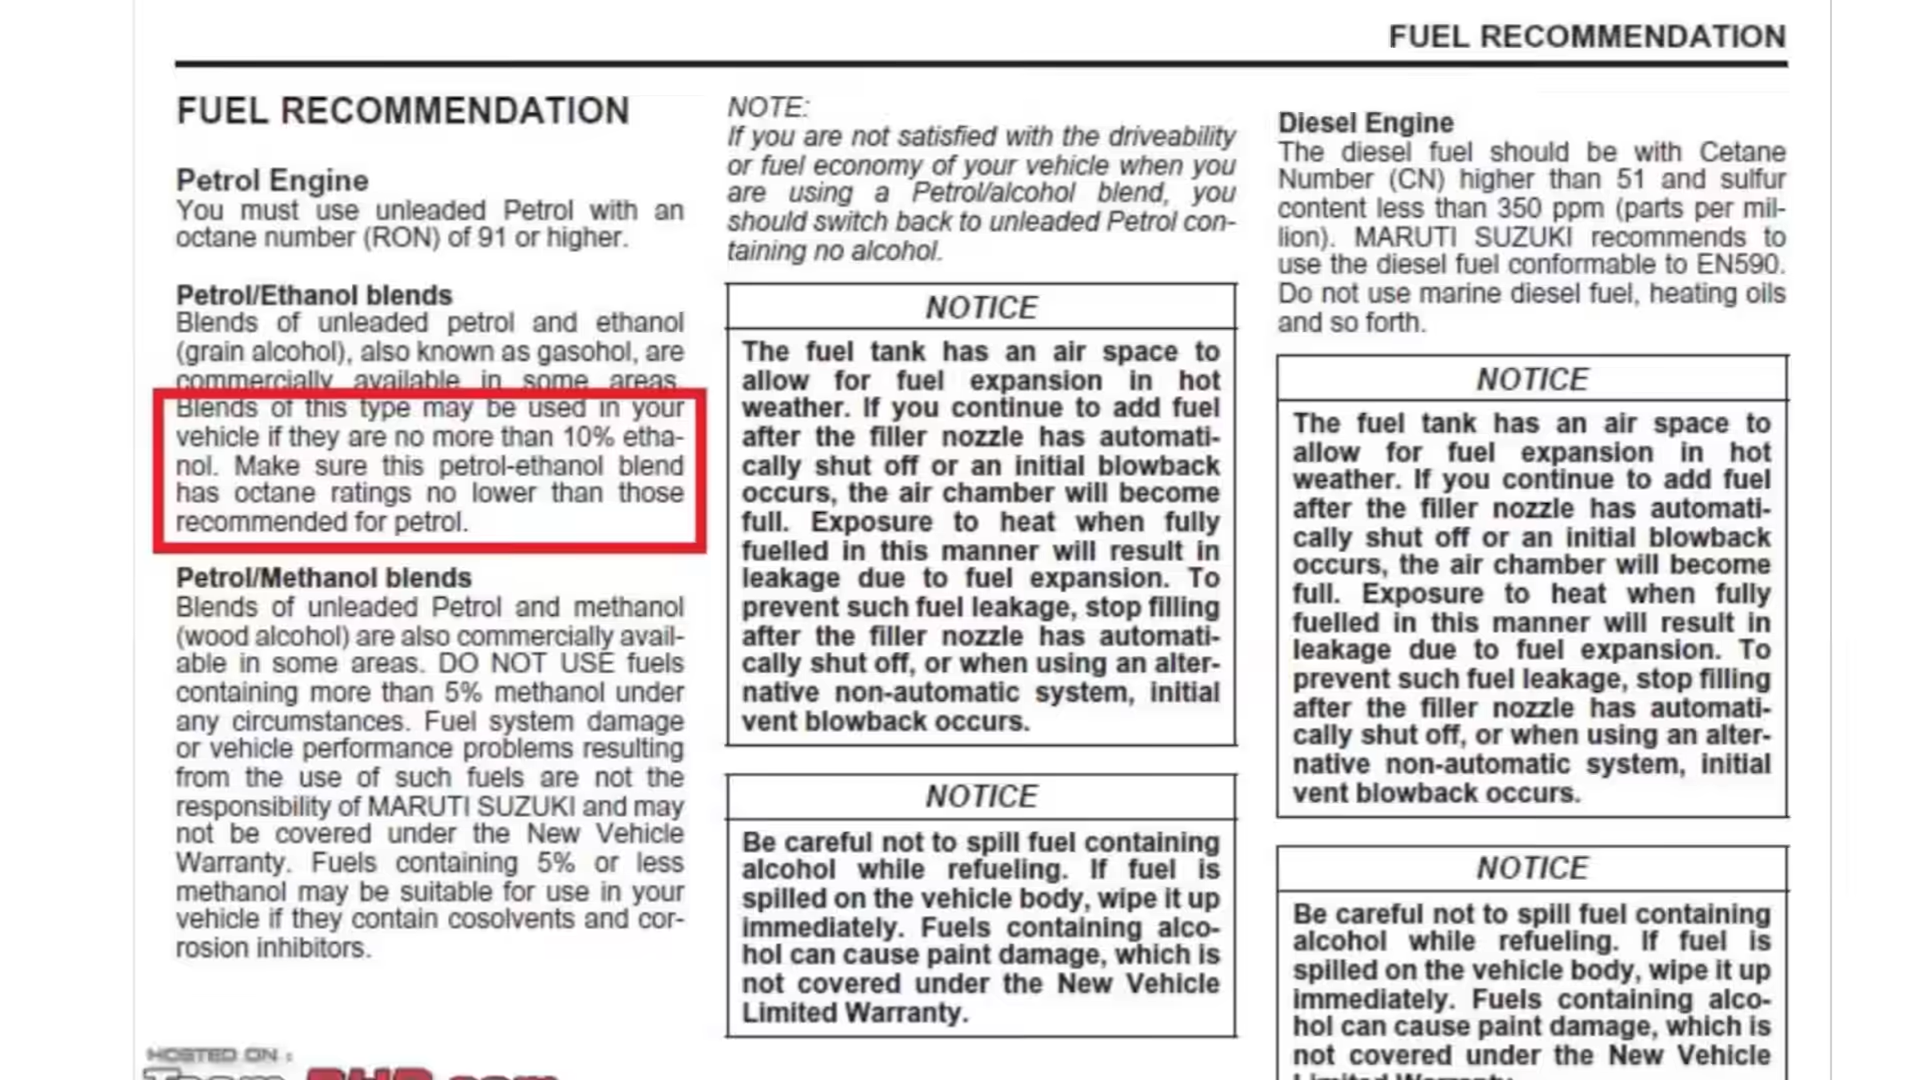 FUEL RECOMMENDATION
FUEL RECOMMENDATION
Petrol Engine
You must use unleaded Petrol with an
octane number (RON) of 91 or higher.
Petrol/Ethanol blends
Blends of unleaded petrol and ethanol
(grain alcohol), also known as gasohol, are
commercially available in some areas.
Blends of this type may be used in your
vehicle if they are no more than 10% etha-
nol. Make sure this petrol-ethanol blend
has octane ratings no lower than those
recommended for petrol.
Petrol/Methanol blends
Blends of unleaded Petrol and methanol
(wood alcohol) are also commercially avail-
able in some areas. DO NOT USE fuels
containing more than 5% methanol under
any circumstances. Fuel system damage
or vehicle performance problems resulting
from the use of such fuels are not the
responsibility of MARUTI SUZUKI and may
not be covered under the New Vehicle
Warranty. Fuels containing 5% or less
methanol may be suitable for use in your
vehicle if they contain cosolvents and cor-
rosion inhibitors.
NOTE:
If you are not satisfied with the driveability
or fuel economy of your vehicle when you
are using a Petrol/alcohol blend, you
should switch back to unleaded Petrol con-
taining no alcohol.
NOTICE
The fuel tank has an air space to
allow for fuel expansion in hot
weather. If you continue to add fuel
after the filler nozzle has automati-
cally shut off or an initial blowback
occurs, the air chamber will become
full. Exposure to heat when fully
fuelled in this manner will result in
leakage due to fuel expansion. To
prevent such fuel leakage, stop filling
after the filler nozzle has automati-
cally shut off, or when using an alter-
native non-automatic system, initial
vent blowback occurs.
NOTICE
Be careful not to spill fuel containing
alcohol while refueling. If fuel is
spilled on the vehicle body, wipe it up
immediately. Fuels containing alco-
hol can cause paint damage, which is
not covered under the New Vehicle
Limited Warranty.
Diesel Engine
The diesel fuel should be with Cetane
Number (CN) higher than 51 and sulfur
content less than 350 ppm (parts per mil-
lion). MARUTI SUZUKI recommends to
use the diesel fuel conformable to EN590.
Do not use marine diesel fuel, heating oils
and so forth.
NOTICE
The fuel tank has an air space to
allow for fuel expansion in hot
weather. If you continue to add fuel
after the filler nozzle has automati-
cally shut off or an initial blowback
occurs, the air chamber will become
full. Exposure to heat when fully
fuelled in this manner will result in
leakage due to fuel expansion. To
prevent such fuel leakage, stop filling
after the filler nozzle has automati-
cally shut off, or when using an alter-
native non-automatic system, initial
vent blowback occurs.
NOTICE
Be careful not to spill fuel containing
alcohol while refueling. If fuel is
spilled on the vehicle body, wipe it up
immediately. Fuels containing alco-
hol can cause paint damage, which is
not covered under the New Vehicle
HOSTED ON :